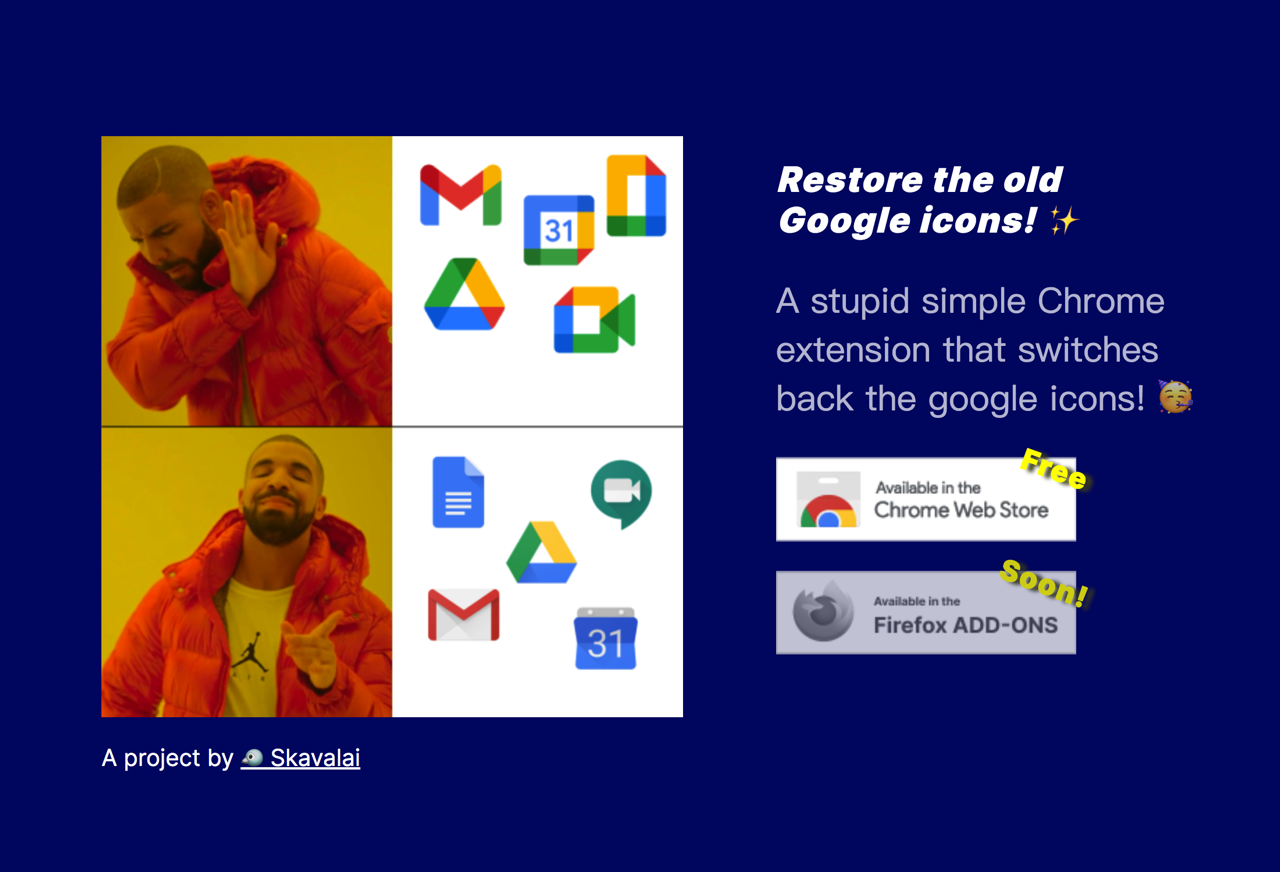 31
31
A project by Skavalai
Restore the old
Google icons! ✨
A stupid simple Chrome
extension that switches
back the google icons! 🥳
Free
Available in the
Chrome Web Store
Soon!
Available in the
Firefox ADD-ONS